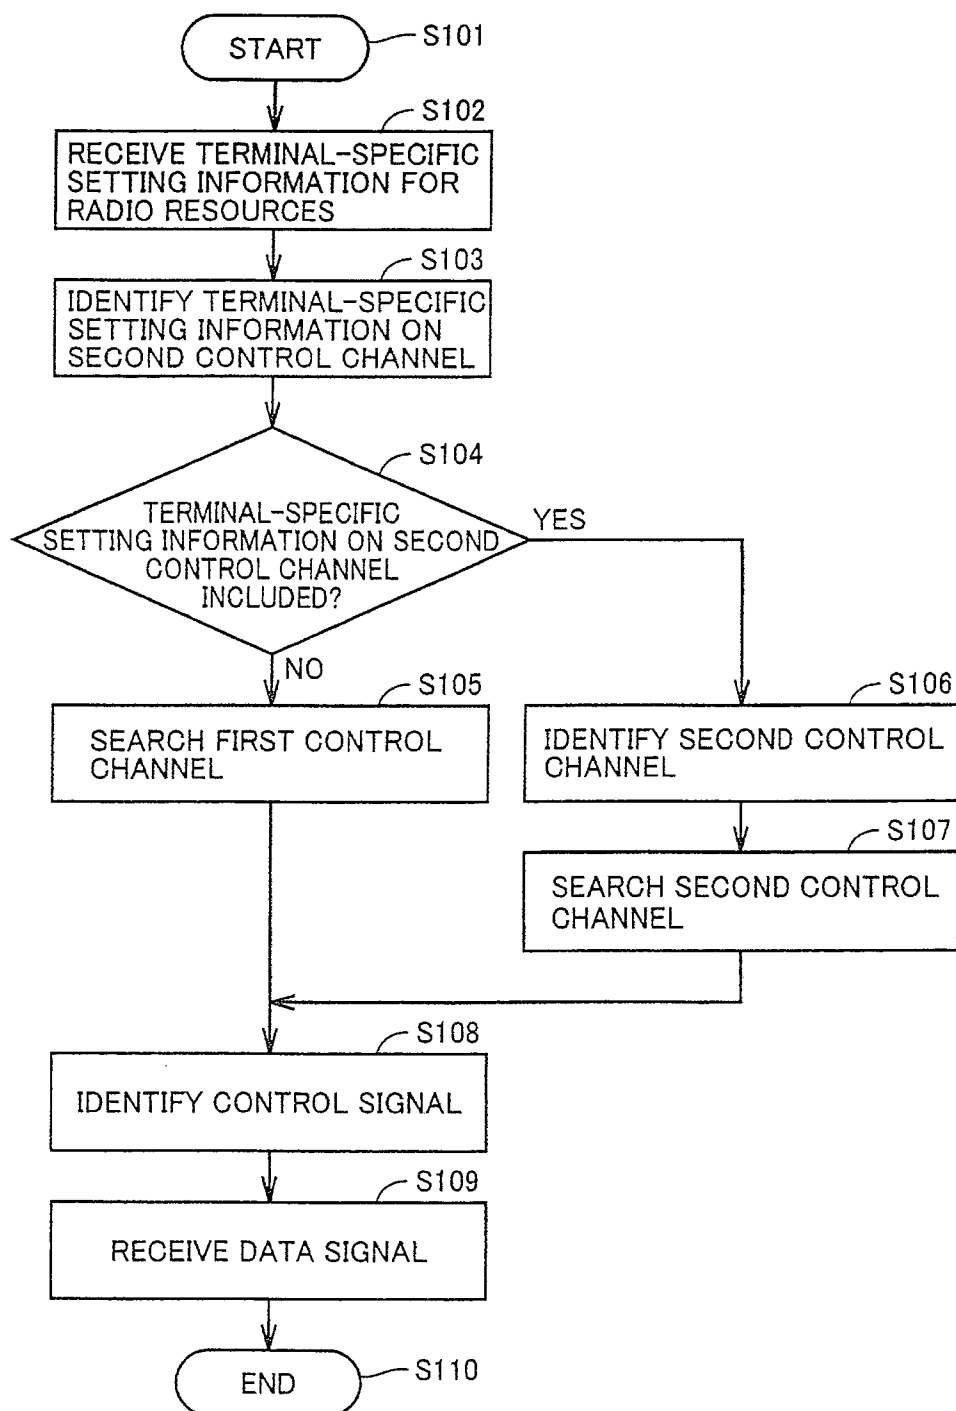 START
S101
S102
RECEIVE TERMINAL-SPECIFIC
SETTING INFORMATION FOR
RADIO RESOURCES
S103
IDENTIFY TERMINAL-SPECIFIC
SETTING INFORMATION ON
SECOND CONTROL CHANNEL
S104
TERMINAL-SPECIFIC
SETTING INFORMATION ON SECOND
CONTROL CHANNEL
INCLUDED?
YES
NO
S105
SEARCH FIRST CONTROL
CHANNEL
S106
IDENTIFY SECOND CONTROL
CHANNEL
S107
SEARCH SECOND CONTROL
CHANNEL
S108
IDENTIFY CONTROL SIGNAL
S109
RECEIVE DATA SIGNAL
END
S110